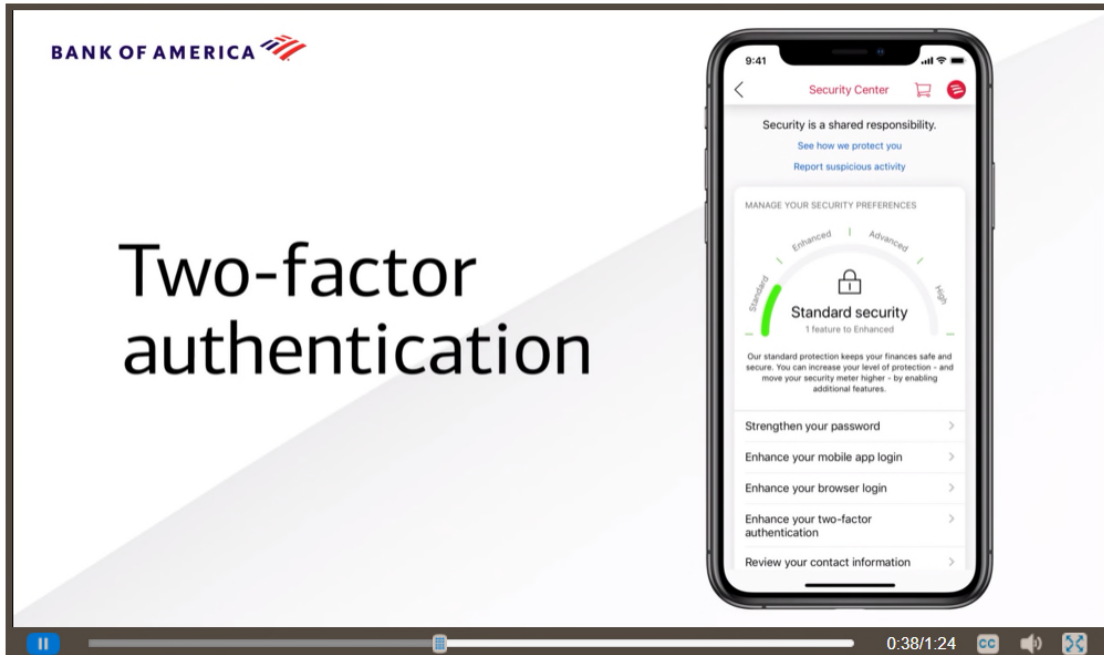 BANK OF AMERICA
Two-factor
authentication
9:41
Security Center
Security is a shared responsibility.
See how we protect you
Report suspicious activity
MANAGE YOUR SECURITY PREFERENCES
Standard
Enhanced
Advanced
High
Standard security
1 feature to Enhanced
Our standard protection keeps your finances safe and
secure. You can increase your level of protection - and
move your security meter higher - by enabling
additional features.
Strengthen your password
Enhance your mobile app login
Enhance your browser login
Enhance your two-factor
authentication
Review your contact information
0:38/1:24
CC